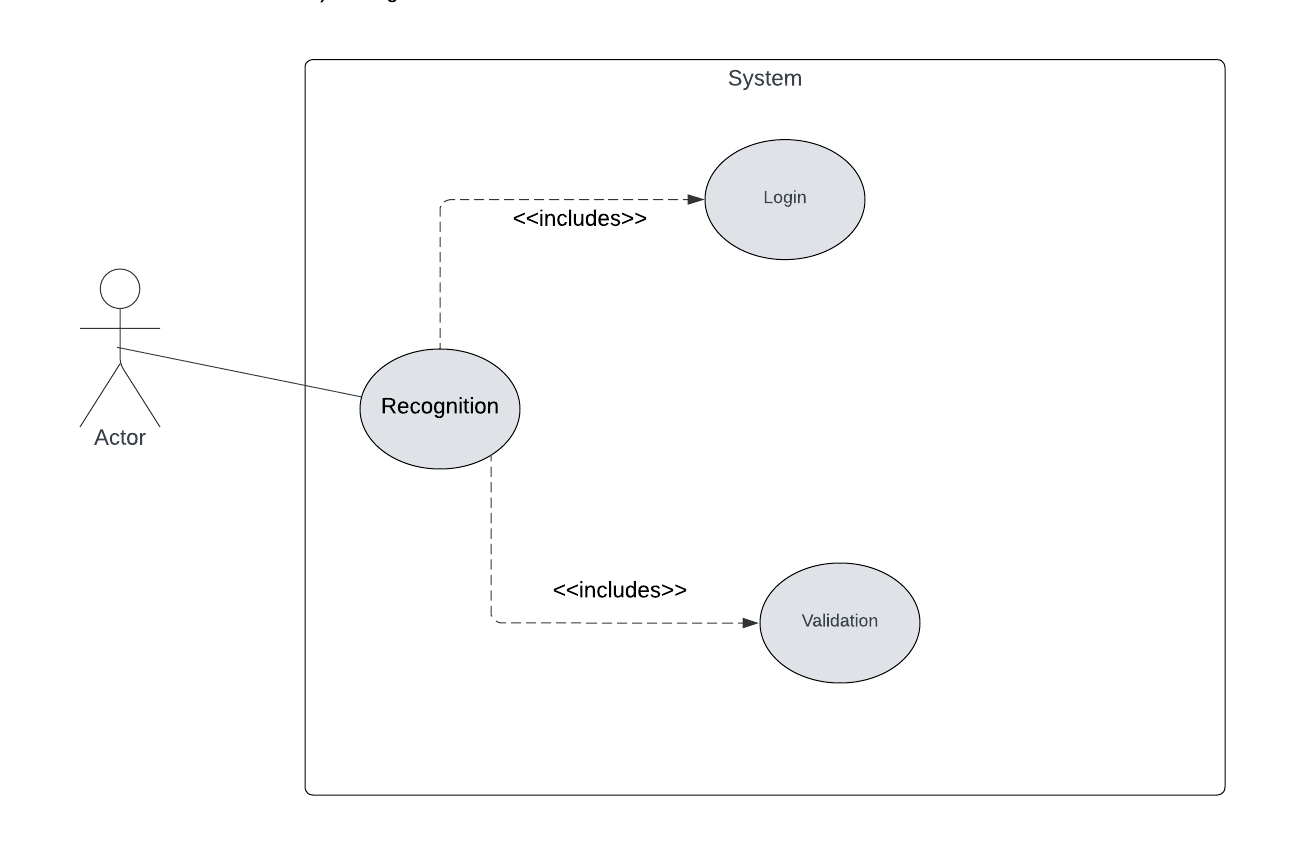 System
Login
<<includes>>
Recognition
Actor
<<includes>>
Validation